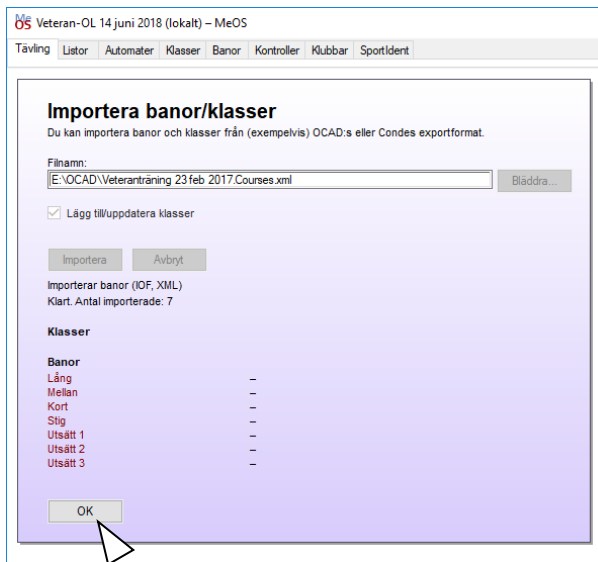 MeOS Veteran-OL 14 juni 2018 (lokalt) – MeOS
Tävling Listor Automater Klasser Banor Kontroller Klubbar SportIdent
Importera banor/klasser
Du kan importera banor och klasser från (exempelvis) OCAD:s eller Condes exportformat.
Filnamn:
E:\OCAD\Veteranträning 23 feb 2017.Courses.xml Bläddra...
Lägg till/uppdatera klasser
Importera Avbryt
Importerar banor (IOF, XML)
Klart. Antal importerade: 7
Klasser
Banor
Lång –
Mellan –
Kort –
Stig –
Utsätt 1 –
Utsätt 2 –
Utsätt 3 –
OK